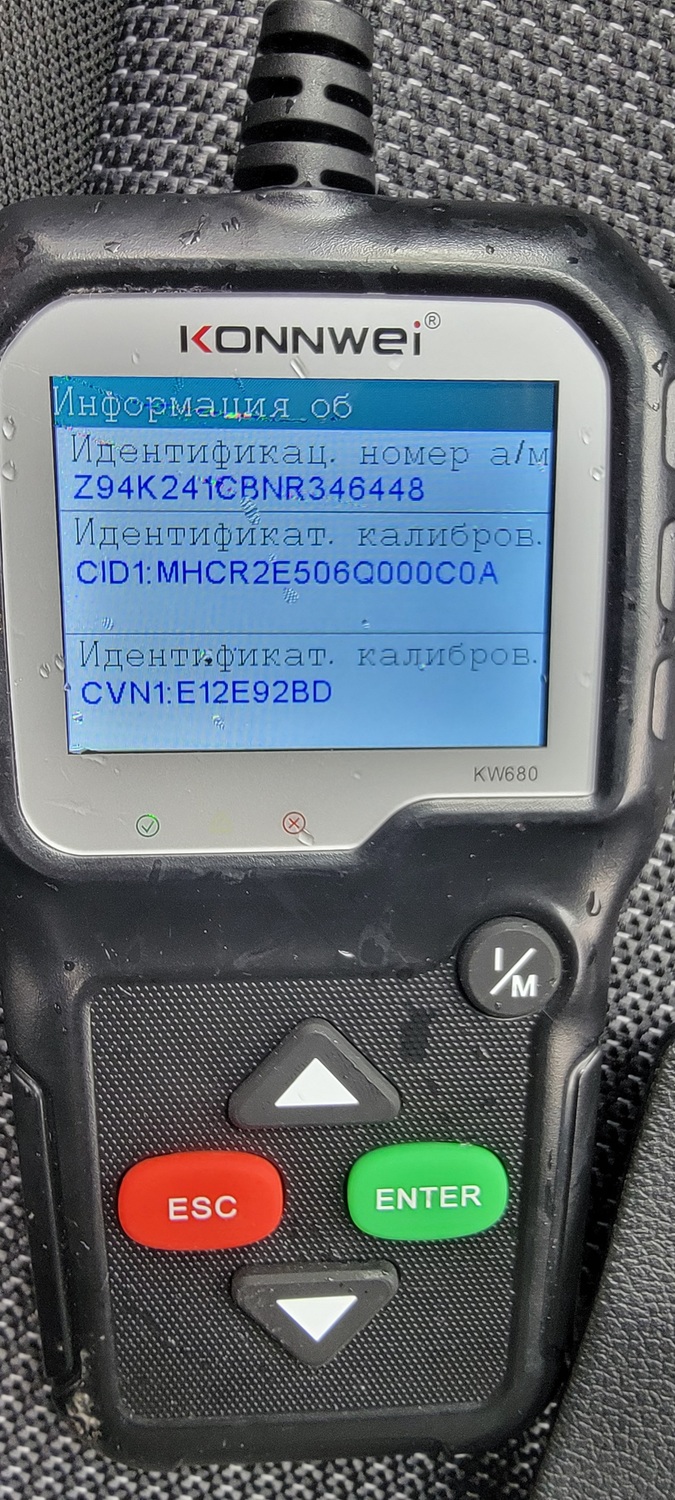 KONNWEI®
Информация об
Идентификац. номер а/м
Z94K241CBNR346448
Идентификат. калибров.
CID1:MHCR2E506Q000C0A
Идентификат. калибров.
CVN1:E12E92BD
KW680
I/M
ESC
ENTER